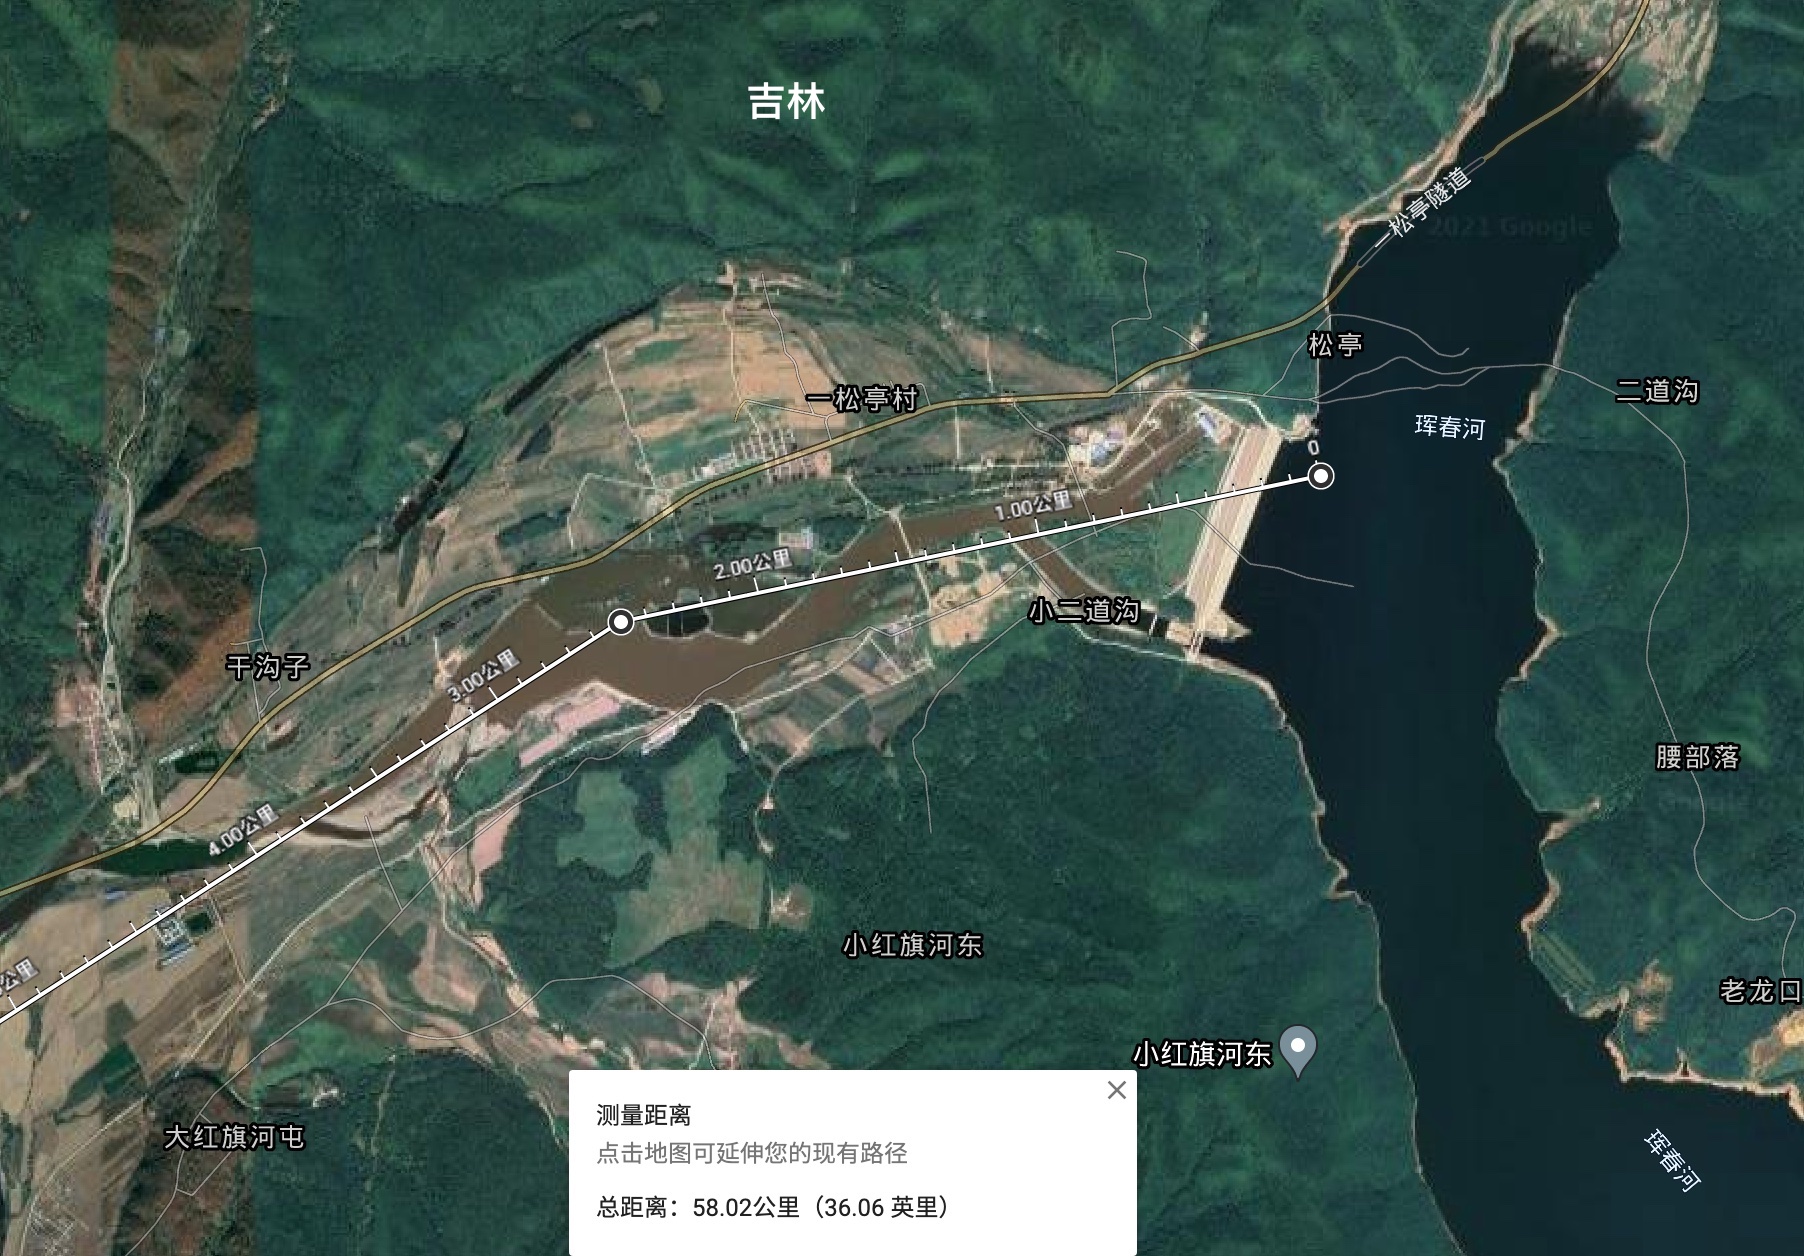 吉林
一松亭隧道
2021 Google
松亭
二道沟
一松亭村
珲春河
0
1.00公里
2.00公里
小二道沟
干沟子
3.00公里
腰部落
4.00公里
小红旗河东
公里
老龙口
小红旗河东
大红旗河屯
珲春河
测量距离
点击地图可延伸您的现有路径
总距离：58.02公里（36.06 英里）